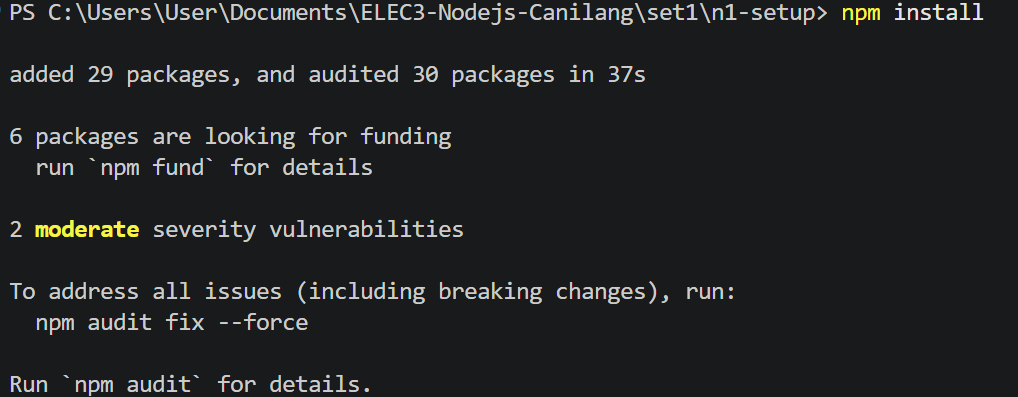 PS C:\Users\User\Documents\ELEC3-Nodejs-Canilang\set1\n1-setup> npm install
added 29 packages, and audited 30 packages in 37s
6 packages are looking for funding
  run `npm fund` for details
2 moderate severity vulnerabilities
To address all issues (including breaking changes), run:
  npm audit fix --force
Run `npm audit` for details.